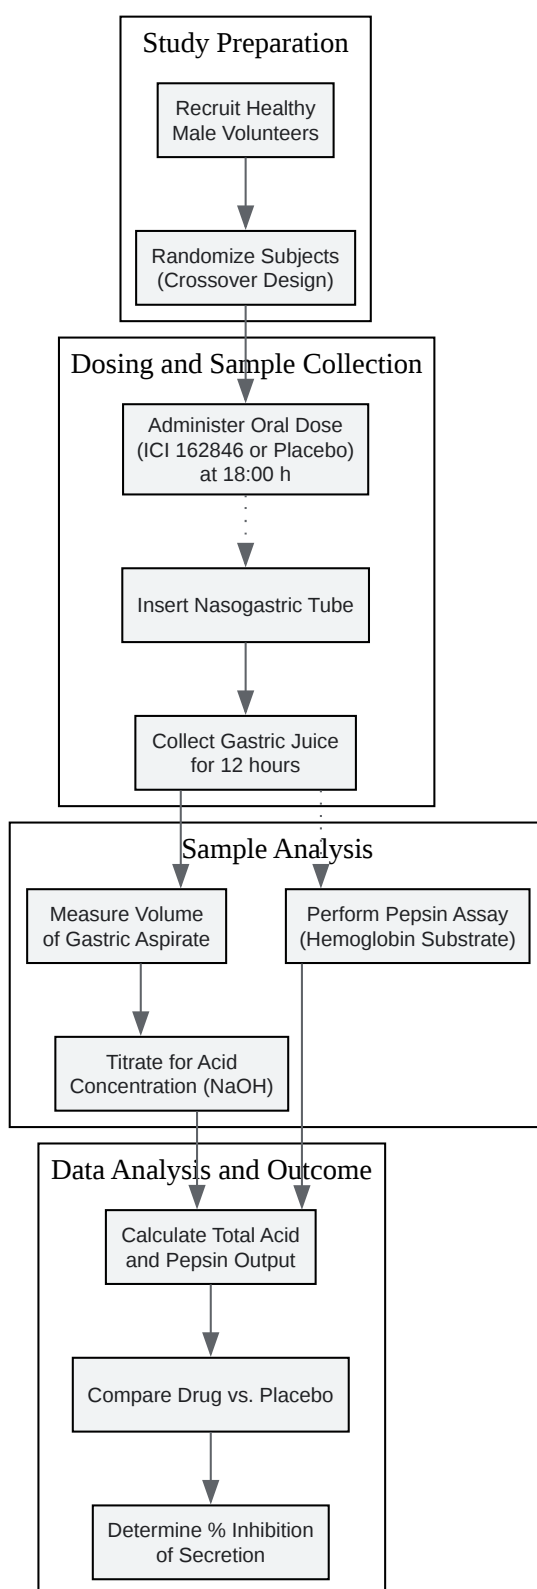 Study Preparation
Recruit Healthy
Male Volunteers
Randomize Subjects
(Crossover Design)
Dosing and Sample Collection
Administer Oral Dose
(ICI 162846 or Placebo)
at 18:00 h
Insert Nasogastric Tube
Collect Gastric Juice
for 12 hours
Sample Analysis
Measure Volume
of Gastric Aspirate
Perform Pepsin Assay
(Hemoglobin Substrate)
Titrate for Acid
Concentration (NaOH)
Data Analysis and Outcome
Calculate Total Acid
and Pepsin Output
Compare Drug vs. Placebo
Determine % Inhibition
of Secretion